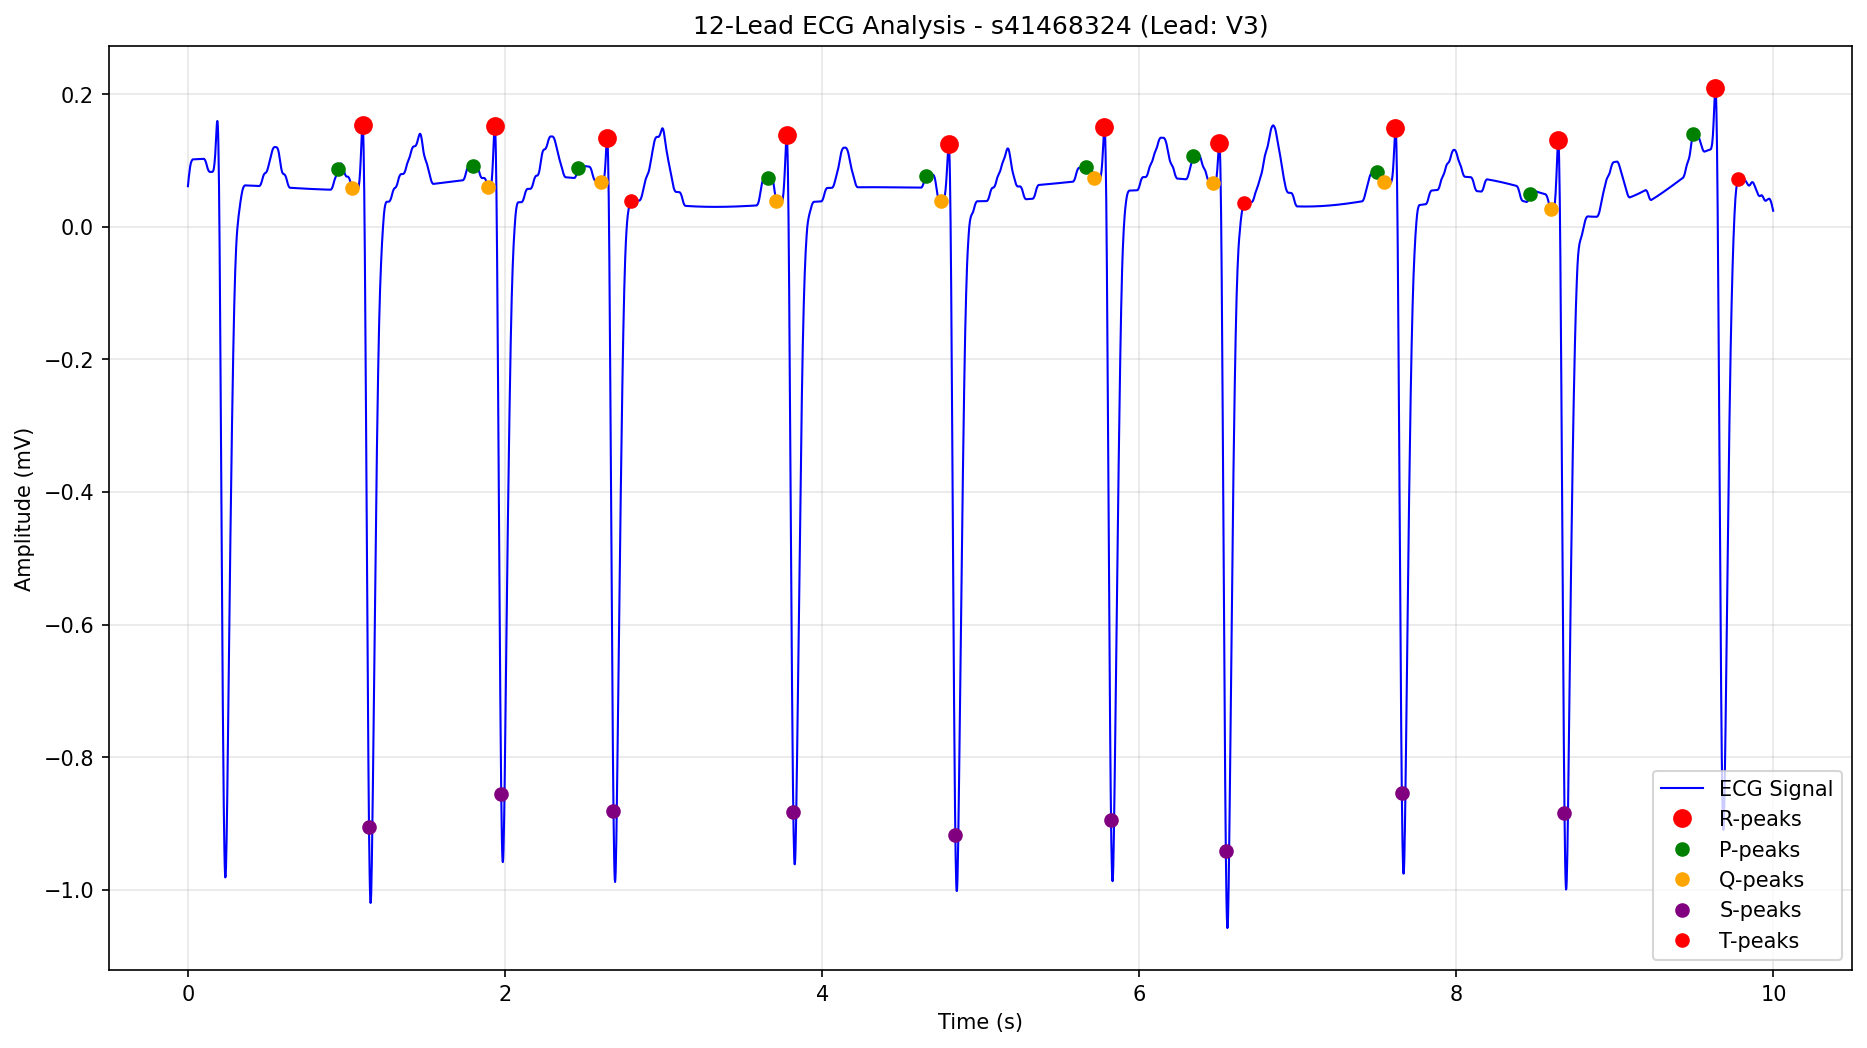 12-Lead ECG Analysis - s41468324 (Lead: V3)
Amplitude (mV)
0.2
0.0
−0.2
−0.4
−0.6
−0.8
−1.0
ECG Signal
R-peaks
P-peaks
Q-peaks
S-peaks
T-peaks
0 2 4 6 8 10
Time (s)